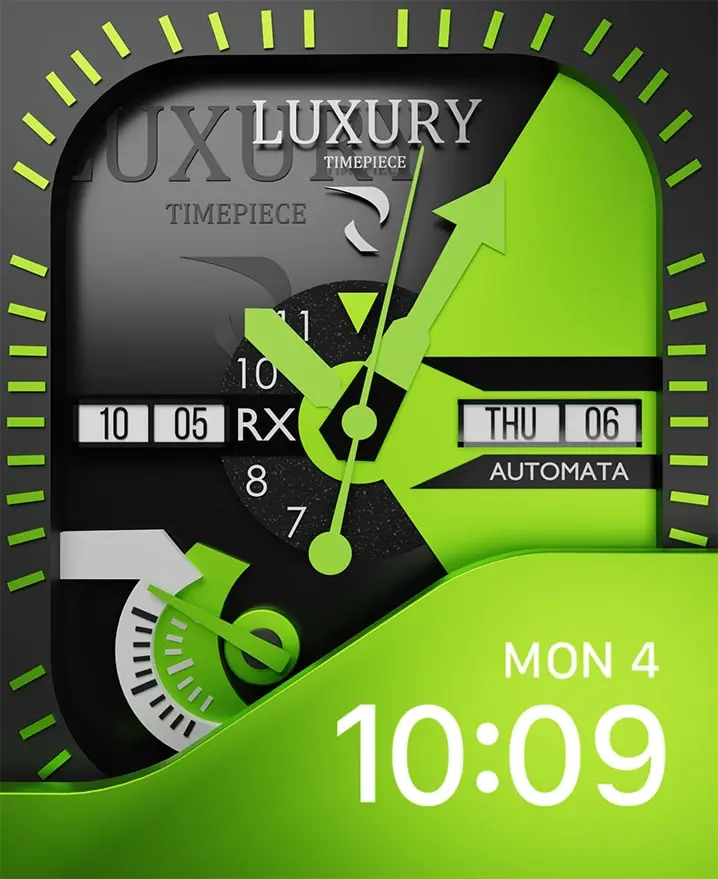 LUXURY
TIMEPIECE
LUXURY
TIMEPIECE
11
10
10 05 RX THU 06
AUTOMATA
8
7
MON 4
10:09